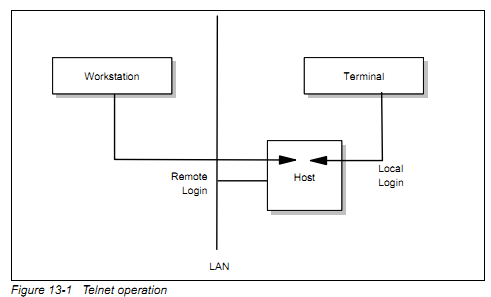 Workstation
Terminal
Remote
Login
Host
Local
Login
LAN
Figure 13-1 Telnet operation